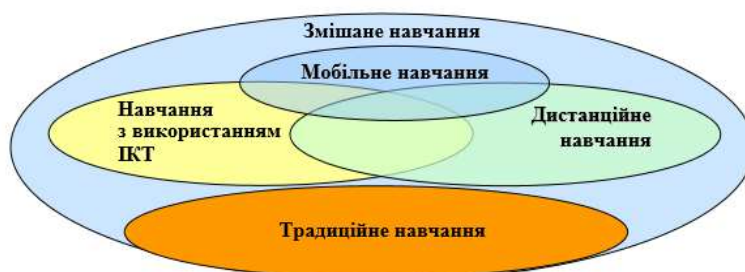 Змішане навчання
Мобільне навчання
Навчання
з використанням
ІКТ
Дистанційне
навчання
Традиційне навчання